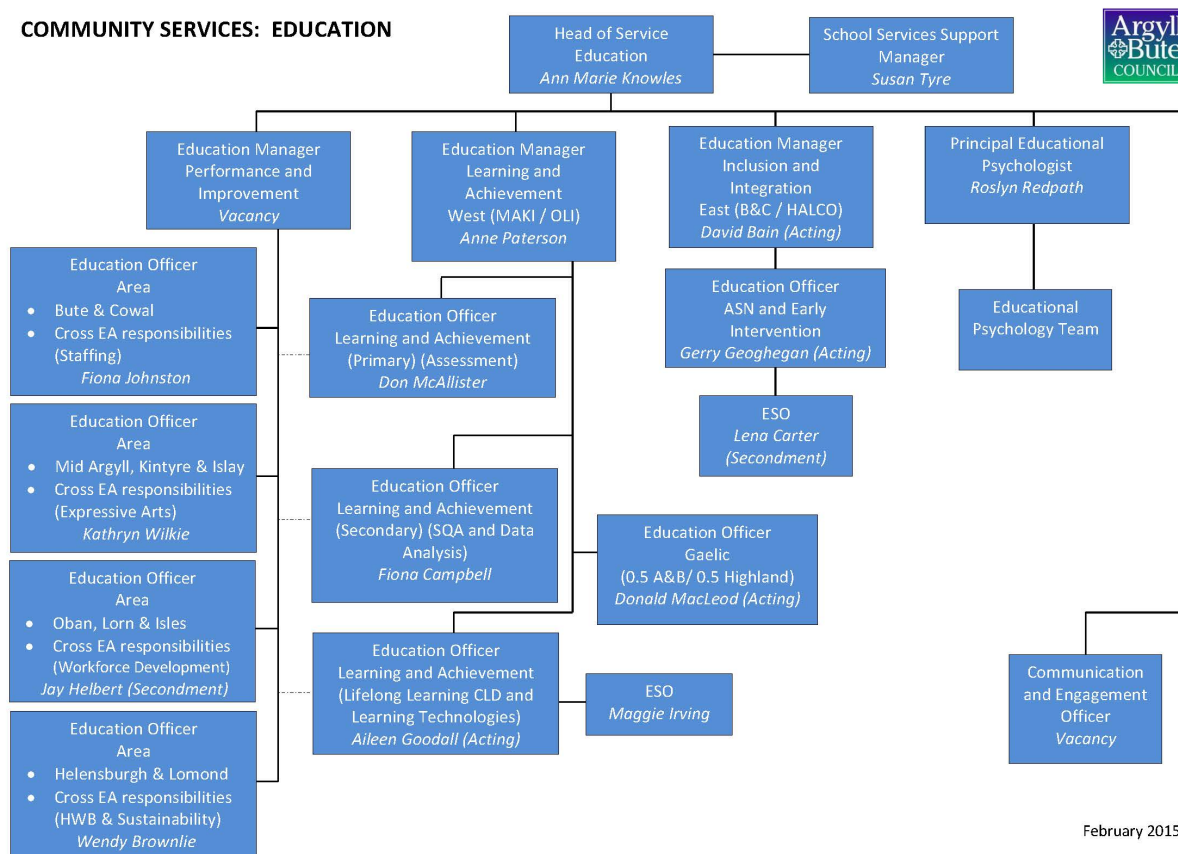 COMMUNITY SERVICES: EDUCATION
Head of Service
Education
Ann Marie Knowles
School Services Support
Manager
Susan Tyre
Argyll
&Bute
COUNCIL
Education Manager
Performance and
Improvement
Vacancy
Education Manager
Learning and
Achievement
West (MAKI / OLI)
Anne Paterson
Education Manager
Inclusion and
Integration
East (B&C / HALCO)
David Bain (Acting)
Principal Educational
Psychologist
Roslyn Redpath
Education Officer
Area
• Bute & Cowal
• Cross EA responsibilities
(Staffing)
Fiona Johnston
Education Officer
Learning and Achievement
(Primary) (Assessment)
Don McAllister
Education Officer
ASN and Early
Intervention
Gerry Geoghegan (Acting)
Educational
Psychology Team
Education Officer
Area
• Mid Argyll, Kintyre & Islay
• Cross EA responsibilities
(Expressive Arts)
Kathryn Wilkie
ESO
Lena Carter
(Secondment)
Education Officer
Learning and Achievement
(Secondary) (SQA and Data
Analysis)
Fiona Campbell
Education Officer
Gaelic
(0.5 A&B/ 0.5 Highland)
Donald MacLeod (Acting)
Education Officer
Area
• Oban, Lorn & Isles
• Cross EA responsibilities
(Workforce Development)
Jay Helbert (Secondment)
Education Officer
Learning and Achievement
(Lifelong Learning CLD and
Learning Technologies)
Aileen Goodall (Acting)
ESO
Maggie Irving
Communication
and Engagement
Officer
Vacancy
Education Officer
Area
• Helensburgh & Lomond
• Cross EA responsibilities
(HWB & Sustainability)
Wendy Brownlie
February 2015